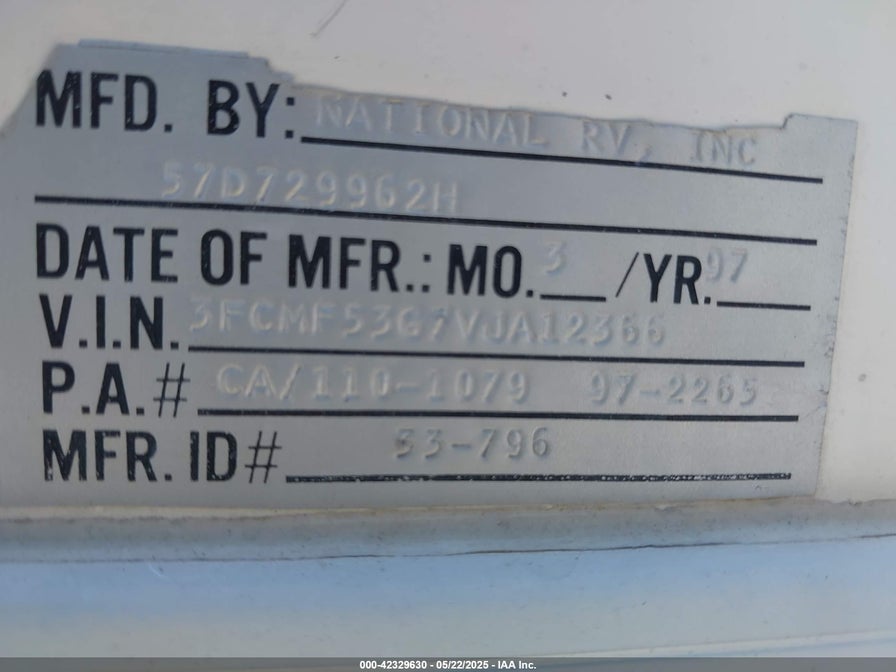 MFD. BY: NATIONAL RV, INC
57D729962H
DATE OF MFR.: MO. 3 /YR. 97
V.I.N. 3FCMF53G7VJA12366
P.A.# CA/110-1079 97-2265
MFR. ID# 33-796
000-42329630 - 05/22/2025 - IAA Inc.